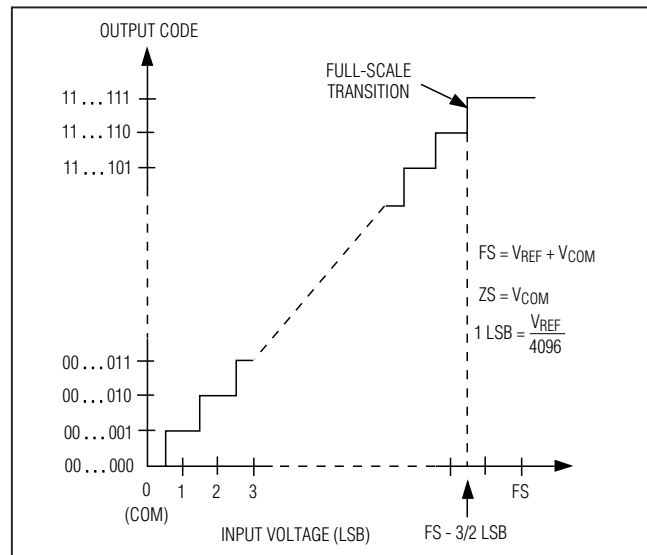 OUTPUT CODE
FULL-SCALE
TRANSITION
11 . . . 111
11 . . . 110
11 . . . 101
FS = VREF + VCOM
ZS = VCOM
1 LSB = VREF
4096
00 . . . 011
00 . . . 010
00 . . . 001
00 . . . 000
0 1 2 3 FS
(COM)
INPUT VOLTAGE (LSB)
FS - 3/2 LSB